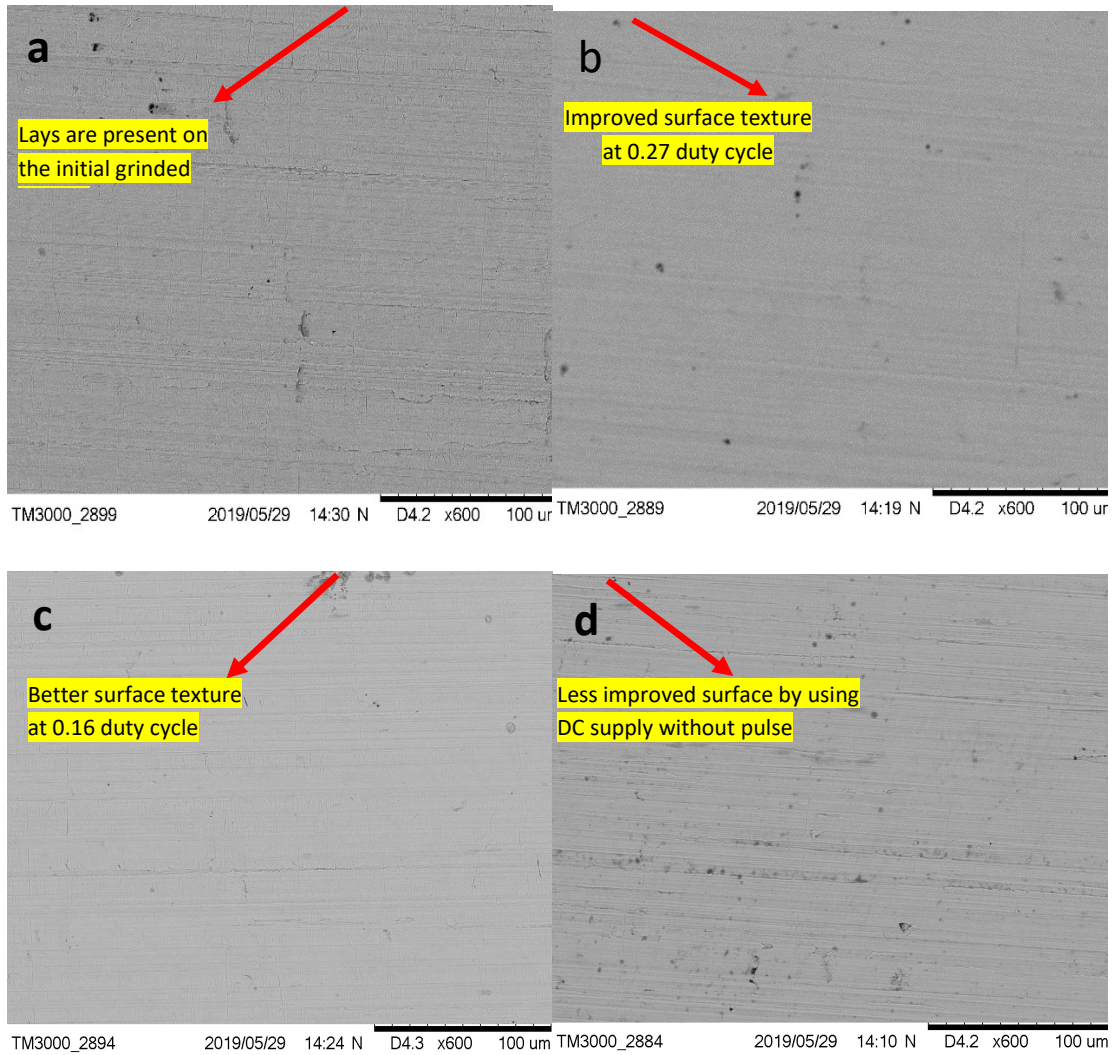 a
Lays are present on
the initial grinded
TM3000_2899 2019/05/29 14:30 N D4.2 x600 100 um
b
Improved surface texture
at 0.27 duty cycle
TM3000_2889 2019/05/29 14:19 N D4.2 x600 100 um
c
Better surface texture
at 0.16 duty cycle
TM3000_2894 2019/05/29 14:24 N D4.3 x600 100 um
d
Less improved surface by using
DC supply without pulse
TM3000_2884 2019/05/29 14:10 N D4.2 x600 100 um